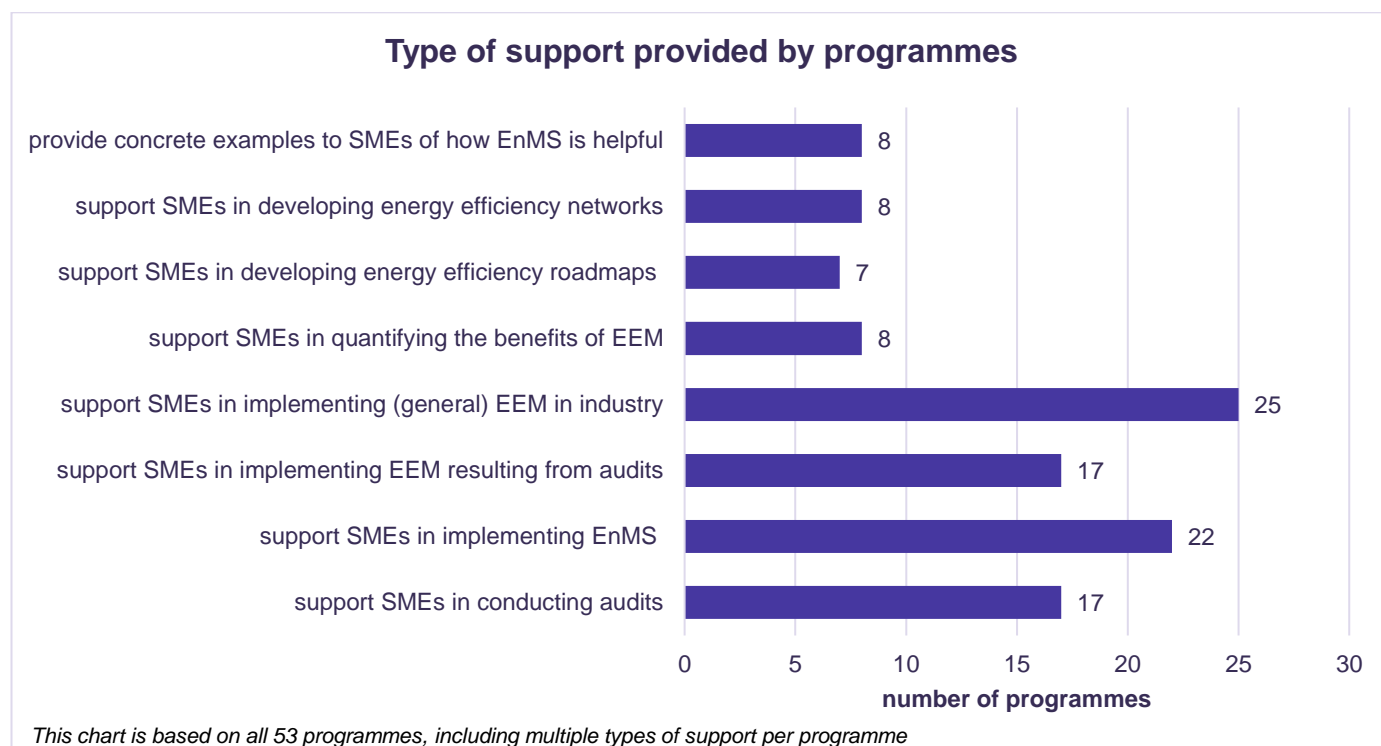 Type of support provided by programmes
provide concrete examples to SMEs of how EnMS is helpful
8
support SMEs in developing energy efficiency networks
8
support SMEs in developing energy efficiency roadmaps
7
support SMEs in quantifying the benefits of EEM
8
support SMEs in implementing (general) EEM in industry
25
support SMEs in implementing EEM resulting from audits
17
support SMEs in implementing EnMS
22
support SMEs in conducting audits
17
0 5 10 15 20 25 30
number of programmes
This chart is based on all 53 programmes, including multiple types of support per programme